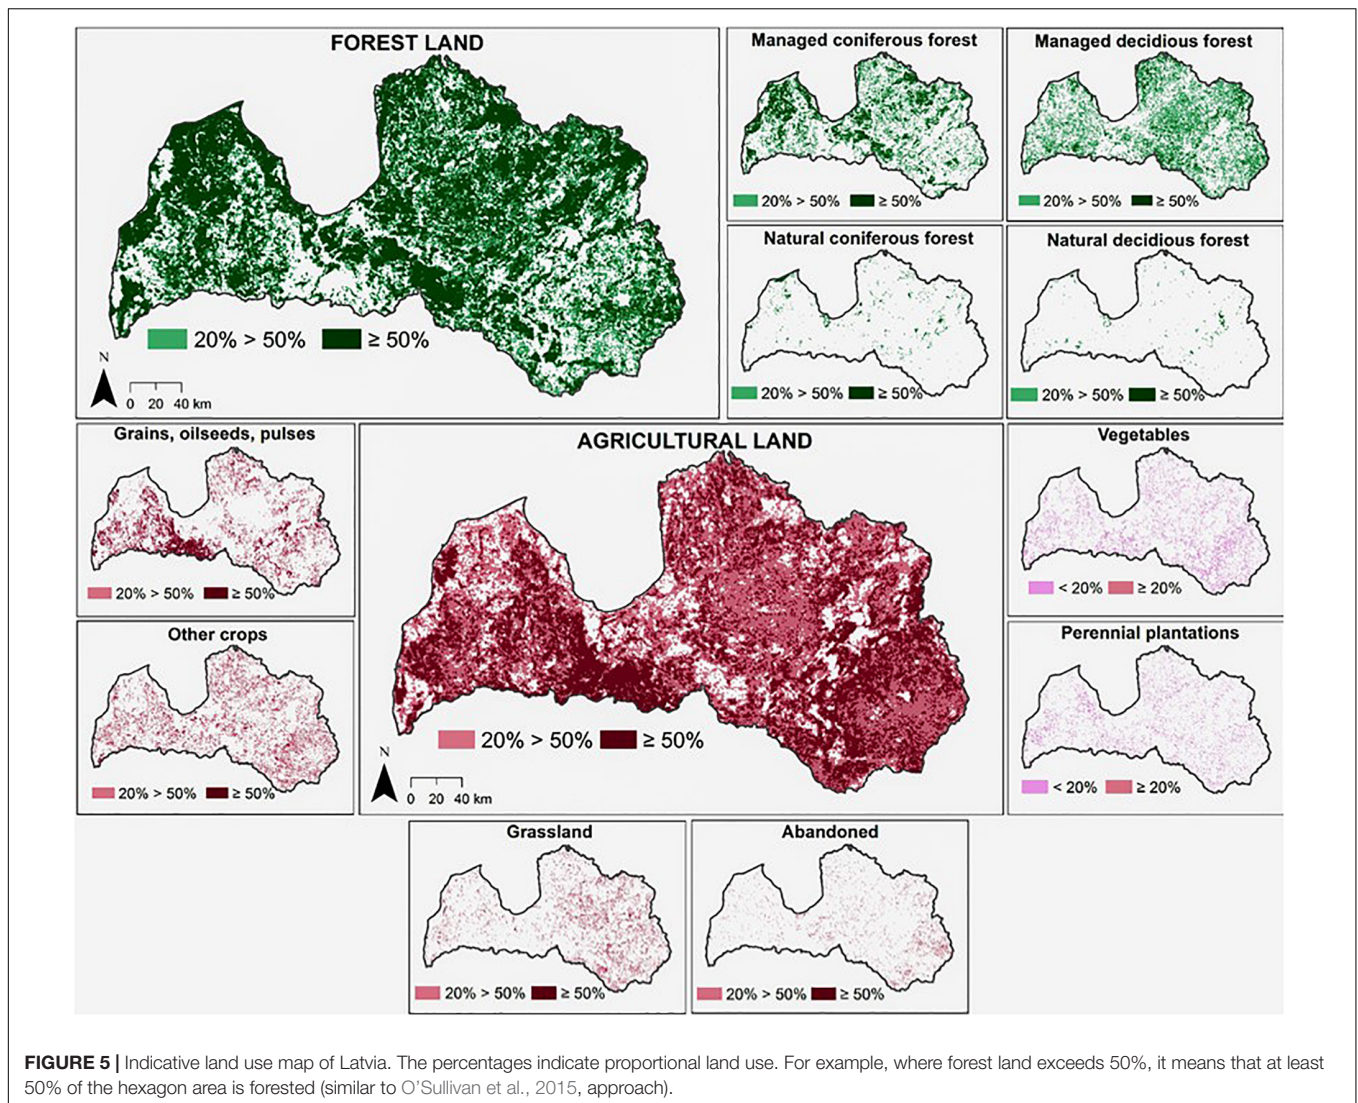 FOREST LAND
20% > 50% ≥ 50%
N
0 20 40 km
Managed coniferous forest
20% > 50% ≥ 50%
Managed decidious forest
20% > 50% ≥ 50%
Natural coniferous forest
20% > 50% ≥ 50%
Natural decidious forest
20% > 50% ≥ 50%
Grains, oilseeds, pulses
20% > 50% ≥ 50%
AGRICULTURAL LAND
20% > 50% ≥ 50%
N
0 20 40 km
Vegetables
< 20% ≥ 20%
Other crops
20% > 50% ≥ 50%
Perennial plantations
< 20% ≥ 20%
Grassland
20% > 50% ≥ 50%
Abandoned
20% > 50% ≥ 50%
FIGURE 5 | Indicative land use map of Latvia. The percentages indicate proportional land use. For example, where forest land exceeds 50%, it means that at least
50% of the hexagon area is forested (similar to O'Sullivan et al., 2015, approach).